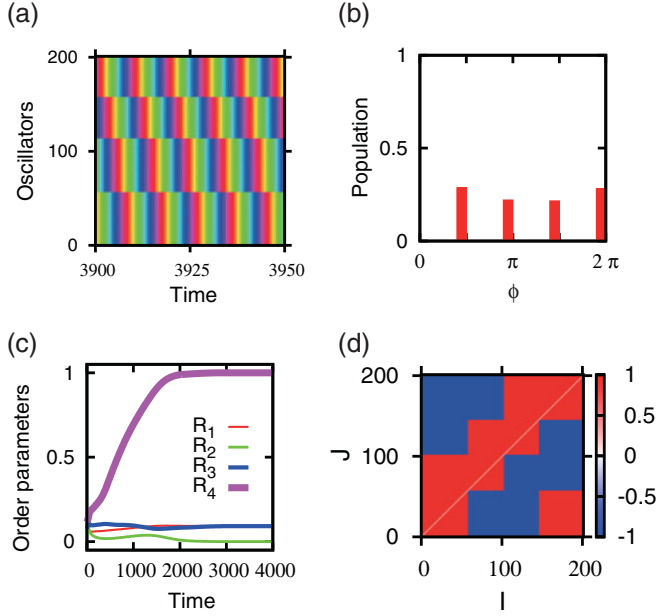 (a)
200
100
0
Oscillators
3900
3925
3950
Time
(b)
1
0.5
0
Population
0
π
2 π
ϕ
(c)
1
0.5
0
Order parameters
R1
R2
R3
R4
0
1000
2000
3000
4000
Time
(d)
200
100
0
J
0
100
200
I
1
0.5
0
-0.5
-1